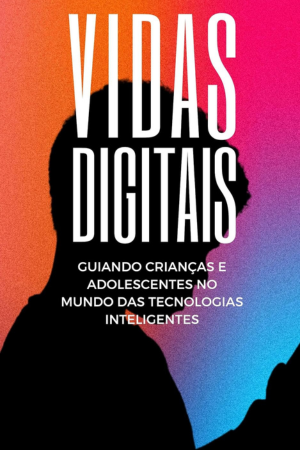 VIDAS
DIGITAIS
GUIANDO CRIANÇAS E
ADOLESCENTES NO
MUNDO DAS TECNOLOGIAS
INTELIGENTES